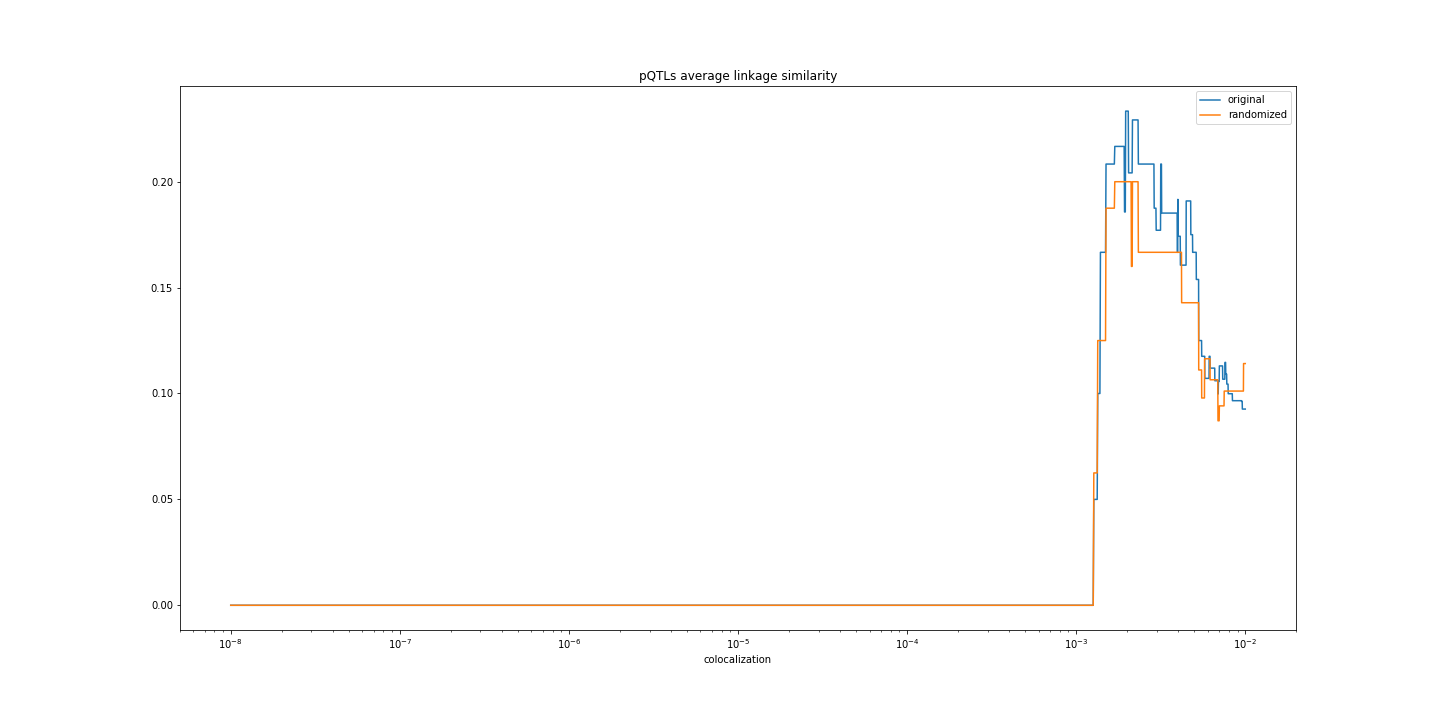 pQTLs average linkage similarity
original
randomized
0.20
0.15
0.10
0.05
0.00
10⁻⁸ 10⁻⁷ 10⁻⁶ 10⁻⁵ 10⁻⁴ 10⁻³ 10⁻²
colocalization